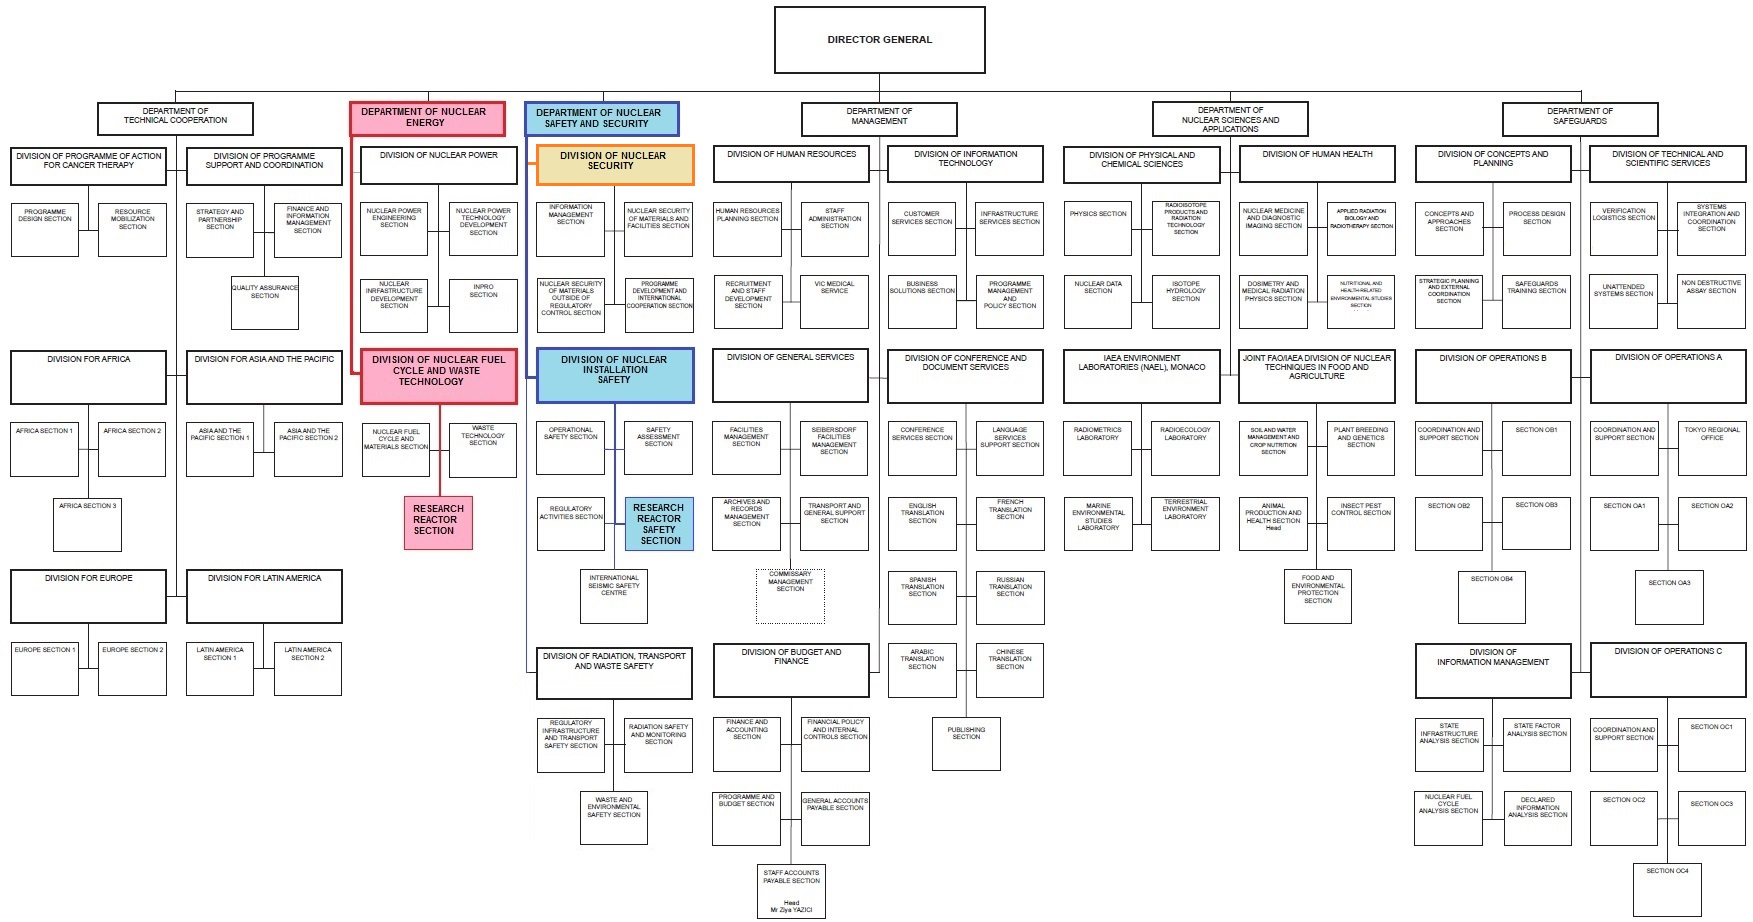 DIRECTOR GENERAL
DEPARTMENT OF
TECHNICAL COOPERATION
DEPARTMENT OF NUCLEAR
ENERGY
DEPARTMENT OF NUCLEAR
SAFETY AND SECURITY
DEPARTMENT OF
MANAGEMENT
DEPARTMENT OF
NUCLEAR SCIENCES AND
APPLICATIONS
DEPARTMENT OF
SAFEGUARDS
DIVISION OF PROGRAMME OF ACTION
FOR CANCER THERAPY
DIVISION OF PROGRAMME
SUPPORT AND COORDINATION
PROGRAMME
DESIGN SECTION
RESOURCE
MOBILIZATION
SECTION
STRATEGY AND
PARTNERSHIP
SECTION
FINANCE AND
INFORMATION
MANAGEMENT
SECTION
QUALITY ASSURANCE
SECTION
DIVISION FOR AFRICA
DIVISION FOR ASIA AND THE PACIFIC
AFRICA SECTION 1
AFRICA SECTION 2
ASIA AND THE
PACIFIC SECTION 1
ASIA AND THE
PACIFIC SECTION 2
AFRICA SECTION 3
DIVISION FOR EUROPE
DIVISION FOR LATIN AMERICA
EUROPE SECTION 1
EUROPE SECTION 2
LATIN AMERICA
SECTION 1
LATIN AMERICA
SECTION 2
DIVISION OF NUCLEAR POWER
NUCLEAR POWER
ENGINEERING
SECTION
NUCLEAR POWER
TECHNOLOGY
DEVELOPMENT
SECTION
NUCLEAR
INRFASTRUCTURE
DEVELOPMENT
SECTION
INPRO
SECTION
DIVISION OF NUCLEAR FUEL
CYCLE AND WASTE
TECHNOLOGY
NUCLEAR FUEL
CYCLE AND
MATERIALS SECTION
WASTE
TECHNOLOGY
SECTION
RESEARCH
REACTOR
SECTION
DIVISION OF NUCLEAR
SECURITY
INFORMATION
MANAGEMENT
SECTION
NUCLEAR SECURITY
OF MATERIALS AND
FACILITIES SECTION
NUCLEAR SECURITY
OF MATERIALS
OUTSIDE OF
REGULATORY
CONTROL SECTION
PROGRAMME
DEVELOPMENT AND
INTERNATIONAL
COOPERATION SECTION
DIVISION OF NUCLEAR
INSTALLATION
SAFETY
OPERATIONAL
SAFETY SECTION
SAFETY
ASSESSMENT
SECTION
REGULATORY
ACTIVITIES SECTION
RESEARCH
REACTOR
SAFETY
SECTION
INTERNATIONAL
SEISMIC SAFETY
CENTRE
DIVISION OF RADIATION, TRANSPORT
AND WASTE SAFETY
REGULATORY
INFRASTRUCTURE
AND TRANSPORT
SAFETY SECTION
RADIATION SAFETY
AND MONITORING
SECTION
WASTE AND
ENVIRONMENTAL
SAFETY SECTION
DIVISION OF HUMAN RESOURCES
DIVISION OF INFORMATION
TECHNOLOGY
HUMAN RESOURCES
PLANNING SECTION
STAFF
ADMINISTRATION
SECTION
CUSTOMER
SERVICES SECTION
INFRASTRUCTURE
SERVICES SECTION
RECRUITMENT
AND STAFF
DEVELOPMENT
SECTION
VIC MEDICAL
SERVICE
BUSINESS
SOLUTIONS SECTION
PROGRAMME
MANAGEMENT
AND
POLICY SECTION
DIVISION OF GENERAL SERVICES
DIVISION OF CONFERENCE AND
DOCUMENT SERVICES
FACILITIES
MANAGEMENT
SECTION
SEIBERSDORF
FACILITIES
MANAGEMENT
SECTION
CONFERENCE
SERVICES SECTION
LANGUAGE
SERVICES
SUPPORT SECTION
ARCHIVES AND
RECORDS
MANAGEMENT
SECTION
TRANSPORT AND
GENERAL SUPPORT
SECTION
ENGLISH
TRANSLATION
SECTION
FRENCH
TRANSLATION
SECTION
COMMISSARY
MANAGEMENT
SECTION
SPANISH
TRANSLATION
SECTION
RUSSIAN
TRANSLATION
SECTION
DIVISION OF BUDGET AND
FINANCE
ARABIC
TRANSLATION
SECTION
CHINESE
TRANSLATION
SECTION
FINANCE AND
ACCOUNTING
SECTION
FINANCIAL POLICY
AND INTERNAL
CONTROLS SECTION
PUBLISHING
SECTION
PROGRAMME AND
BUDGET SECTION
GENERAL ACCOUNTS
PAYABLE SECTION
STAFF ACCOUNTS
PAYABLE SECTION
Head
Mr Ziya YAZICI
DIVISION OF PHYSICAL AND
CHEMICAL SCIENCES
DIVISION OF HUMAN HEALTH
PHYSICS SECTION
RADIOISOTOPE
PRODUCTS AND
RADIATION
TECHNOLOGY
SECTION
NUCLEAR MEDICINE
AND DIAGNOSTIC
IMAGING SECTION
APPLIED RADIATION
BIOLOGY AND
RADIOTHERAPY SECTION
NUCLEAR DATA
SECTION
ISOTOPE
HYDROLOGY
SECTION
DOSIMETRY AND
MEDICAL RADIATION
PHYSICS SECTION
NUTRITIONAL AND
HEALTH-RELATED
ENVIRONMENTAL STUDIES
SECTION
IAEA ENVIRONMENT
LABORATORIES (NAEL), MONACO
JOINT FAO/IAEA DIVISION OF NUCLEAR
TECHNIQUES IN FOOD AND
AGRICULTURE
RADIOMETRICS
LABORATORY
RADIOECOLOGY
LABORATORY
SOIL AND WATER
MANAGEMENT AND
CROP NUTRITION
SECTION
PLANT BREEDING
AND GENETICS
SECTION
MARINE
ENVIRONMENTAL
STUDIES
LABORATORY
TERRESTRIAL
ENVIRONMENT
LABORATORY
ANIMAL
PRODUCTION AND
HEALTH SECTION
Head
INSECT PEST
CONTROL SECTION
FOOD AND
ENVIRONMENTAL
PROTECTION
SECTION
DIVISION OF CONCEPTS AND
PLANNING
DIVISION OF TECHNICAL AND
SCIENTIFIC SERVICES
CONCEPTS AND
APPROACHES
SECTION
PROCESS DESIGN
SECTION
VERIFICATION
LOGISTICS SECTION
SYSTEMS
INTEGRATION AND
COORDINATION
SECTION
STRATEGIC PLANNING
AND EXTERNAL
COORDINATION
SECTION
SAFEGUARDS
TRAINING SECTION
UNATTENDED
SYSTEMS SECTION
NON DESTRUCTIVE
ASSAY SECTION
DIVISION OF OPERATIONS B
DIVISION OF OPERATIONS A
COORDINATION AND
SUPPORT SECTION
SECTION OB1
COORDINATION AND
SUPPORT SECTION
TOKYO REGIONAL
OFFICE
SECTION OB2
SECTION OB3
SECTION OA1
SECTION OA2
SECTION OB4
SECTION OA3
DIVISION OF
INFORMATION MANAGEMENT
DIVISION OF OPERATIONS C
STATE
INFRASTRUCTURE
ANALYSIS SECTION
STATE FACTOR
ANALYSIS SECTION
COORDINATION AND
SUPPORT SECTION
SECTION OC1
NUCLEAR FUEL
CYCLE
ANALYSIS SECTION
DECLARED
INFORMATION
ANALYSIS SECTION
SECTION OC2
SECTION OC3
SECTION OC4